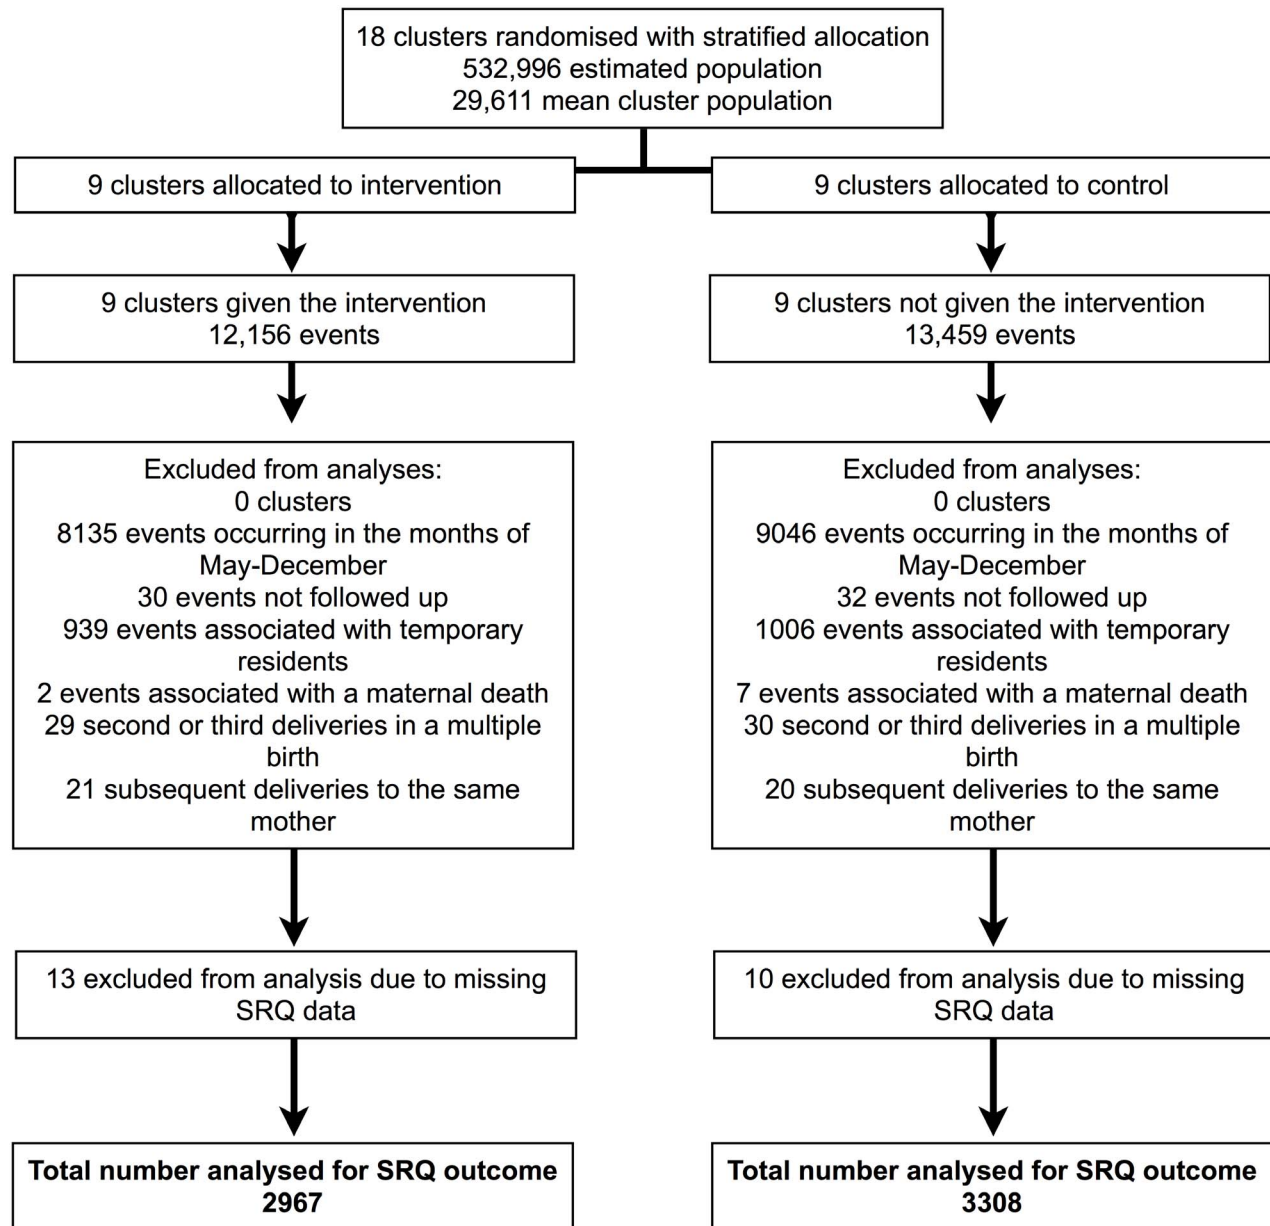 18 clusters randomised with stratified allocation
532,996 estimated population
29,611 mean cluster population
9 clusters allocated to intervention
9 clusters allocated to control
9 clusters given the intervention
12,156 events
9 clusters not given the intervention
13,459 events
Excluded from analyses:
0 clusters
8135 events occurring in the months of
May-December
30 events not followed up
939 events associated with temporary
residents
2 events associated with a maternal death
29 second or third deliveries in a multiple
birth
21 subsequent deliveries to the same
mother
Excluded from analyses:
0 clusters
9046 events occurring in the months of
May-December
32 events not followed up
1006 events associated with temporary
residents
7 events associated with a maternal death
30 second or third deliveries in a multiple
birth
20 subsequent deliveries to the same
mother
13 excluded from analysis due to missing
SRQ data
10 excluded from analysis due to missing
SRQ data
Total number analysed for SRQ outcome
2967
Total number analysed for SRQ outcome
3308